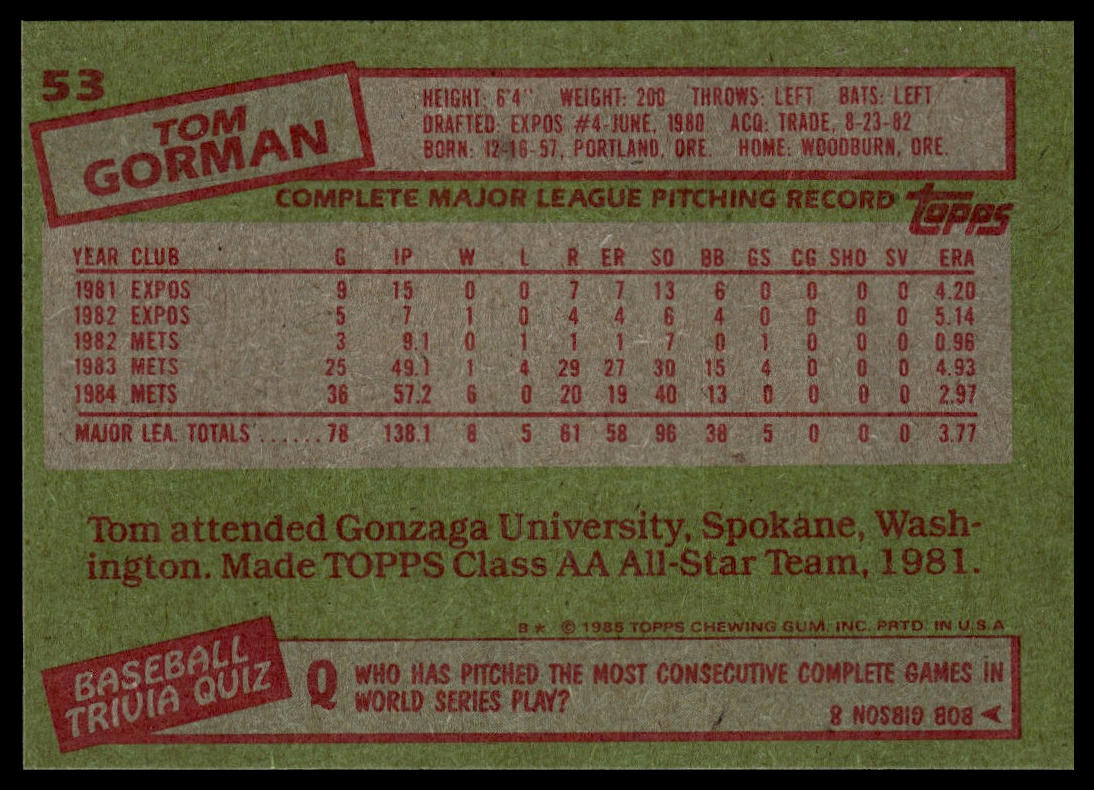 53
TOM
GORMAN
HEIGHT: 6'4" WEIGHT: 200 THROWS: LEFT BATS: LEFT
DRAFTED: EXPOS #4-JUNE, 1980 ACQ: TRADE, 8-23-82
BORN: 12-16-57, PORTLAND, ORE. HOME: WOODBURN, ORE.
COMPLETE MAJOR LEAGUE PITCHING RECORD topps
YEAR CLUB G IP W L R ER SO BB GS CG SHO SV ERA
1981 EXPOS 9 15 0 0 7 7 13 6 0 0 0 0 4.20
1982 EXPOS 5 7 1 0 4 4 6 4 0 0 0 0 5.14
1982 METS 3 9.1 0 1 1 1 7 0 1 0 0 0 0.96
1983 METS 25 49.1 1 4 29 27 30 15 4 0 0 0 4.93
1984 METS 36 57.2 6 0 20 19 40 13 0 0 0 0 2.97
MAJOR LEA. TOTALS ...... 78 138.1 8 5 61 58 96 38 5 0 0 0 3.77
Tom attended Gonzaga University, Spokane, Wash-
ington. Made TOPPS Class AA All-Star Team, 1981.
B* © 1985 TOPPS CHEWING GUM, INC. PRTD. IN U.S.A
BASEBALL
TRIVIA QUIZ
Q WHO HAS PITCHED THE MOST CONSECUTIVE COMPLETE GAMES IN
WORLD SERIES PLAY?
A BOB GIBSON 8